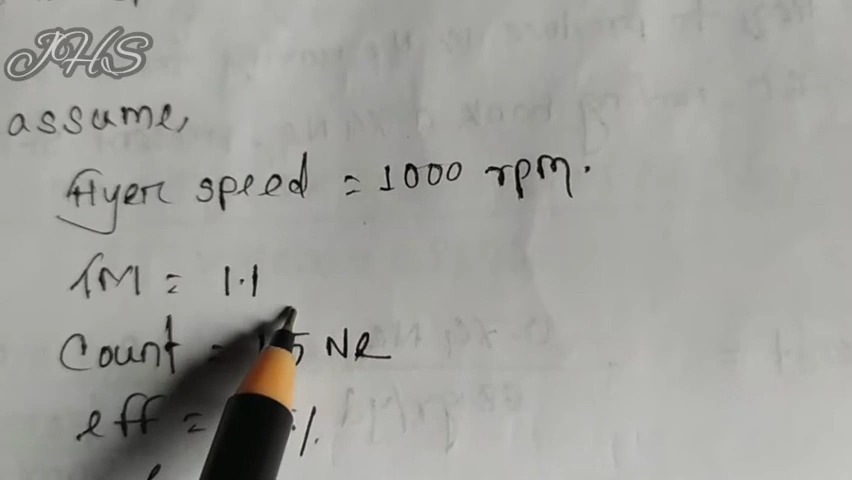 JHS
assume,
Flyer speed = 1000 rpm.
TM = 1.1
Count = 5 Ne
eff = %